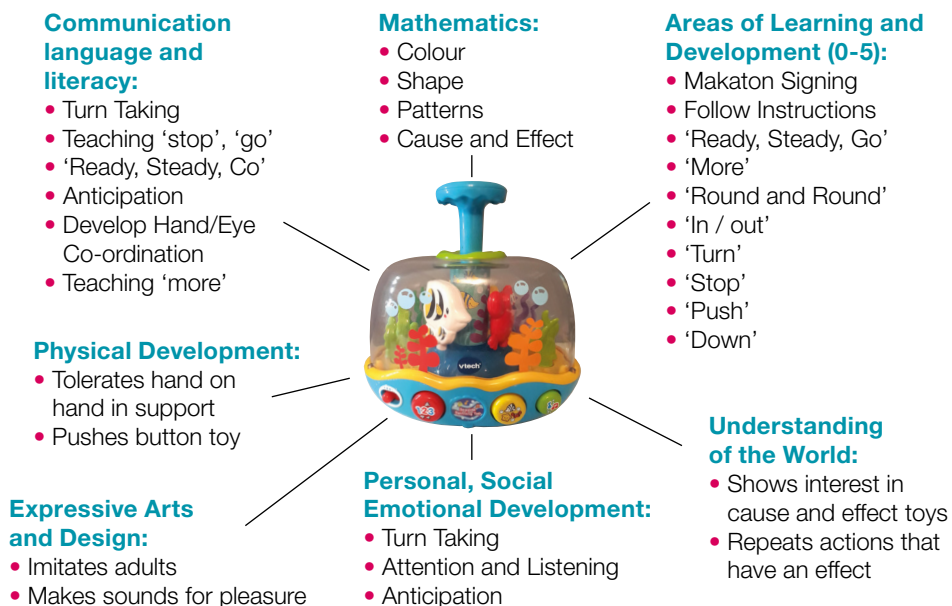 Communication
language and
literacy:
• Turn Taking
• Teaching ‘stop’, ‘go’
• ‘Ready, Steady, Co’
• Anticipation
• Develop Hand/Eye
Co-ordination
• Teaching ‘more’
Mathematics:
• Colour
• Shape
• Patterns
• Cause and Effect
Areas of Learning and
Development (0-5):
• Makaton Signing
• Follow Instructions
• ‘Ready, Steady, Go’
• ‘More’
• ‘Round and Round’
• ‘In / out’
• ‘Turn’
• ‘Stop’
• ‘Push’
• ‘Down’
vtech
123
Physical Development:
• Tolerates hand on
hand in support
• Pushes button toy
Understanding
of the World:
• Shows interest in
cause and effect toys
• Repeats actions that
have an effect
Expressive Arts
and Design:
• Imitates adults
• Makes sounds for pleasure
Personal, Social
Emotional Development:
• Turn Taking
• Attention and Listening
• Anticipation